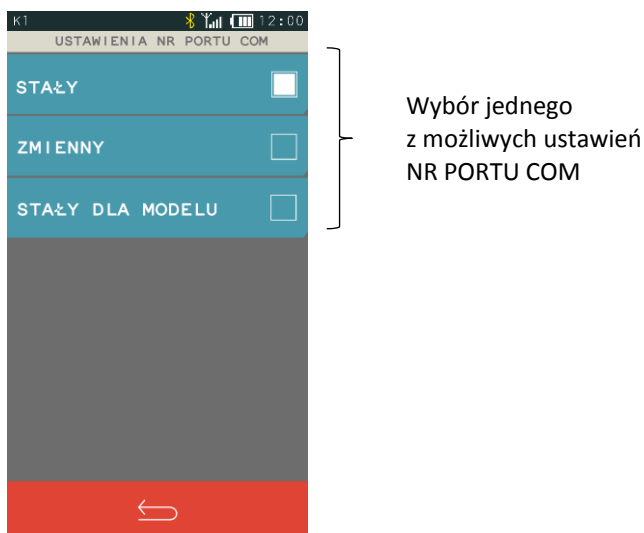 K1 12:00
USTAWIENIA NR PORTU COM
STAŁY
ZMIENNY
STAŁY DLA MODELU
Wybór jednego
z możliwych ustawień
NR PORTU COM